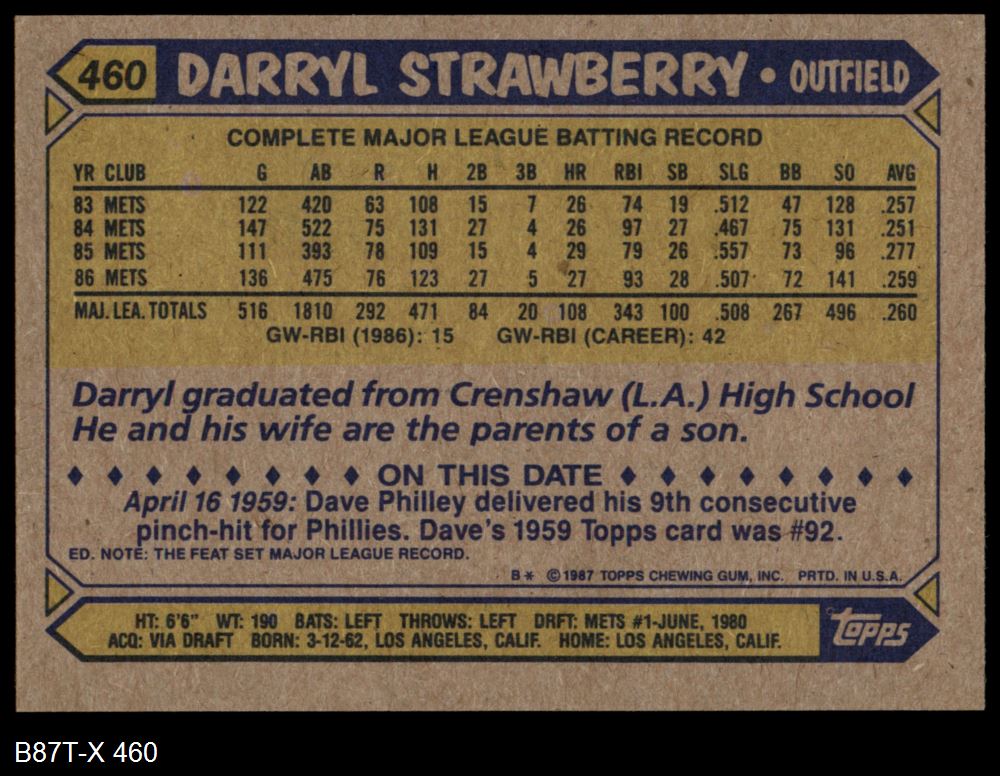 460 DARRYL STRAWBERRY • OUTFIELD
COMPLETE MAJOR LEAGUE BATTING RECORD
YR CLUB G AB R H 2B 3B HR RBI SB SLG BB SO AVG
83 METS 122 420 63 108 15 7 26 74 19 .512 47 128 .257
84 METS 147 522 75 131 27 4 26 97 27 .467 75 131 .251
85 METS 111 393 78 109 15 4 29 79 26 .557 73 96 .277
86 METS 136 475 76 123 27 5 27 93 28 .507 72 141 .259
MAJ. LEA. TOTALS 516 1810 292 471 84 20 108 343 100 .508 267 496 .260
GW-RBI (1986): 15 GW-RBI (CAREER): 42
Darryl graduated from Crenshaw (L.A.) High School
He and his wife are the parents of a son.
♦ ♦ ♦ ♦ ♦ ♦ ♦ ♦ ON THIS DATE ♦ ♦ ♦ ♦ ♦ ♦ ♦ ♦
April 16 1959: Dave Philley delivered his 9th consecutive
pinch-hit for Phillies. Dave's 1959 Topps card was #92.
ED. NOTE: THE FEAT SET MAJOR LEAGUE RECORD.
B* © 1987 TOPPS CHEWING GUM, INC. PRTD. IN U.S.A.
HT: 6'6" WT: 190 BATS: LEFT THROWS: LEFT DRFT: METS #1-JUNE, 1980
ACQ: VIA DRAFT BORN: 3-12-62, LOS ANGELES, CALIF. HOME: LOS ANGELES, CALIF.
TOPPS
B87T-X 460